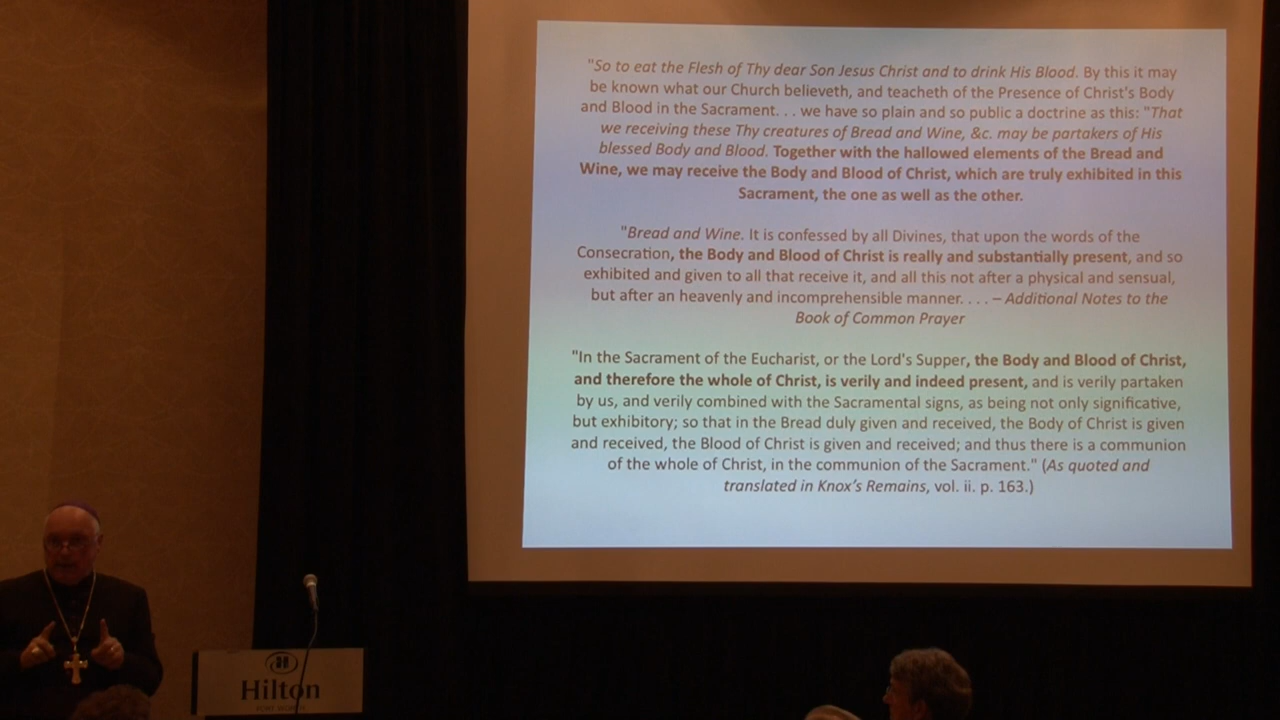 "So to eat the Flesh of Thy dear Son Jesus Christ and to drink His Blood. By this it may
be known what our Church believeth, and teacheth of the Presence of Christ's Body
and Blood in the Sacrament. . . we have so plain and so public a doctrine as this: "That
we receiving these Thy creatures of Bread and Wine, &c. may be partakers of His
blessed Body and Blood. Together with the hallowed elements of the Bread and
Wine, we may receive the Body and Blood of Christ, which are truly exhibited in this
Sacrament, the one as well as the other.
"Bread and Wine. It is confessed by all Divines, that upon the words of the
Consecration, the Body and Blood of Christ is really and substantially present, and so
exhibited and given to all that receive it, and all this not after a physical and sensual,
but after an heavenly and incomprehensible manner. . . . – Additional Notes to the
Book of Common Prayer
"In the Sacrament of the Eucharist, or the Lord's Supper, the Body and Blood of Christ,
and therefore the whole of Christ, is verily and indeed present, and is verily partaken
by us, and verily combined with the Sacramental signs, as being not only significative,
but exhibitory; so that in the Bread duly given and received, the Body of Christ is given
and received, the Blood of Christ is given and received; and thus there is a communion
of the whole of Christ, in the communion of the Sacrament." (As quoted and
translated in Knox's Remains, vol. ii. p. 163.)
Hilton
FORT WORTH